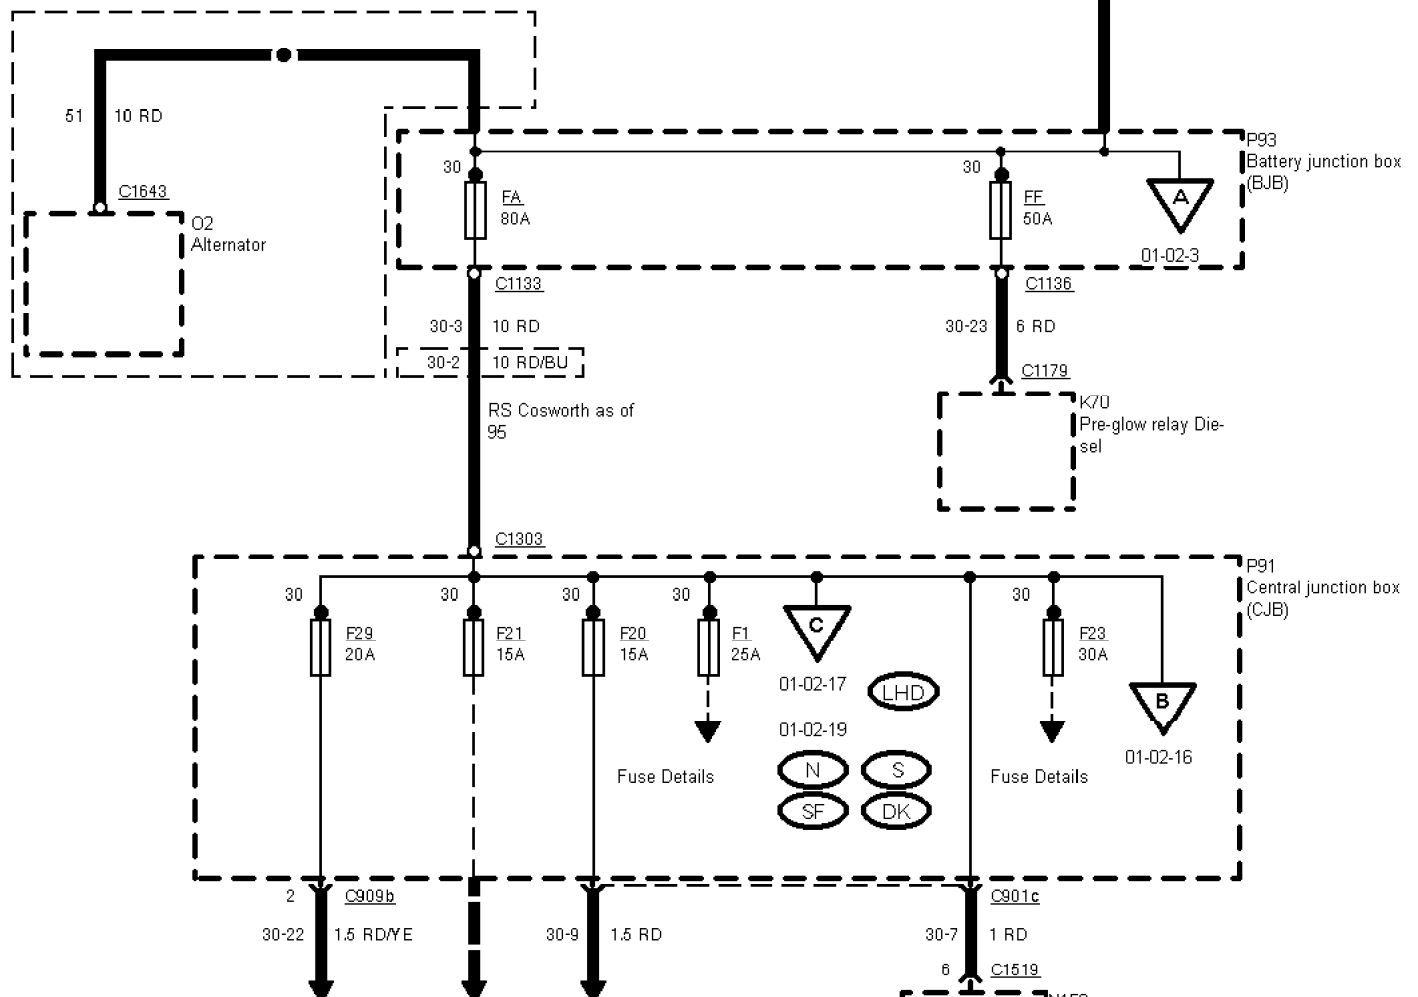 51
10 RD
C1643
O2
Alternator
P93
Battery junction box
(BJB)
30
FA
80A
30
FF
50A
A
01-02-3
C1133
C1136
30-3
10 RD
30-23
6 RD
30-2
10 RD/BU
C1179
RS Cosworth as of
95
K70
Pre-glow relay Die-
sel
C1303
P91
Central junction box
(CJB)
30
F29
20A
30
F21
15A
30
F20
15A
30
F1
25A
C
01-02-17
LHD
01-02-19
N
S
SF
DK
30
F23
30A
B
01-02-16
Fuse Details
Fuse Details
2
C909b
C901c
30-22
1.5 RD/YE
30-9
1.5 RD
30-7
1 RD
6
C1519